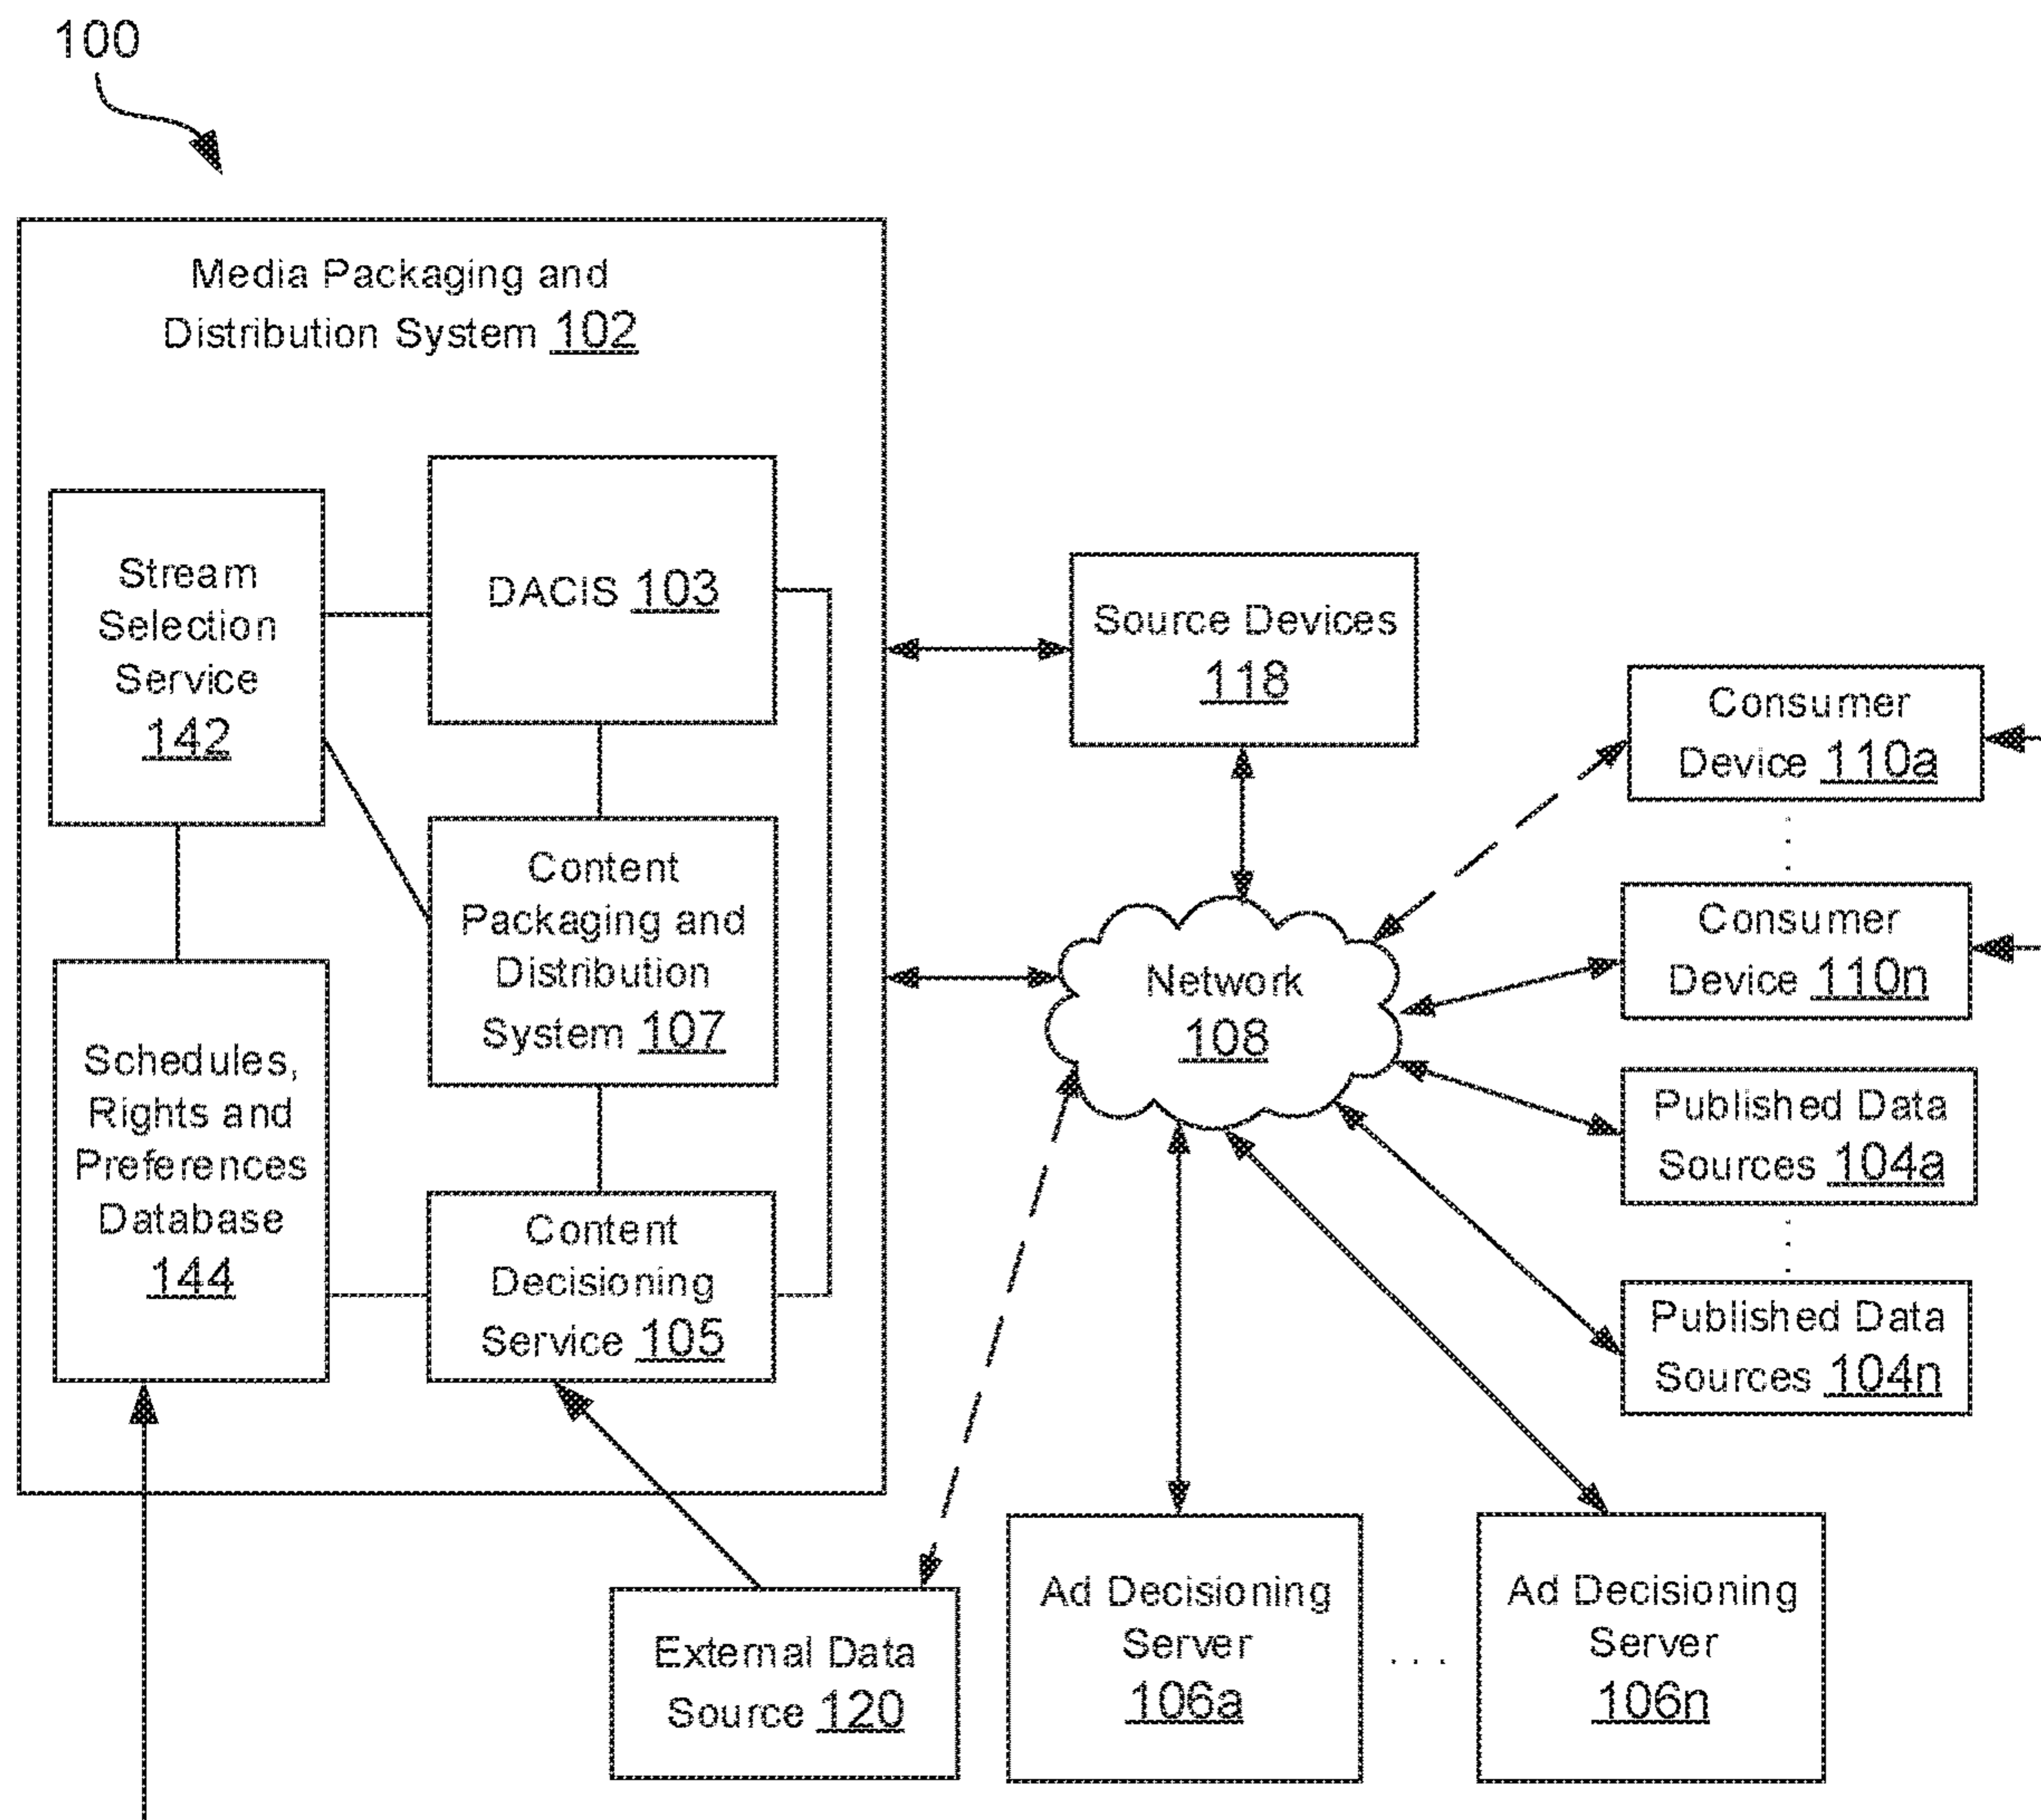 100
Media Packaging and
Distribution System 102
Stream
Selection
Service
142
DACIS 103
Content
Packaging and
Distribution
System 107
Schedules,
Rights and
Preferences
Database
144
Content
Decisioning
Service 105
Source Devices
118
Network
108
Consumer
Device 110a
Consumer
Device 110n
Published Data
Sources 104a
Published Data
Sources 104n
External Data
Source 120
Ad Decisioning
Server
106a
. . .
Ad Decisioning
Server
106n